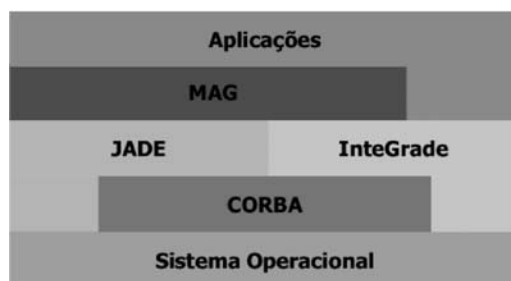 Aplicações
MAG
JADE InteGrade
CORBA
Sistema Operacional